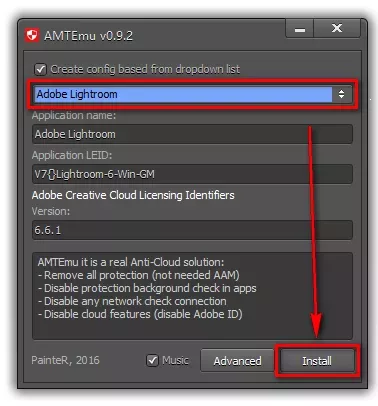 AMTEmu v0.9.2
Create config based from dropdown list
Adobe Lightroom
Application name:
Adobe Lightroom
Application LEID:
V7{}Lightroom-6-Win-GM
Adobe Creative Cloud Licensing Identifiers
Version:
6.6.1
AMTEmu it is a real Anti-Cloud solution:
- Remove all protection (not needed AAM)
- Disable protection background check in apps
- Disable any network check connection
- Disable cloud features (disable Adobe ID)
PainteR, 2016 Music Advanced Install